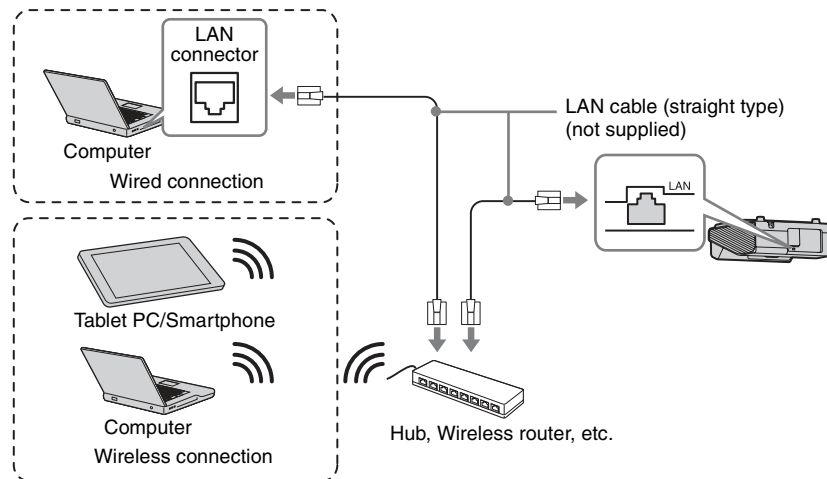 LAN
connector
Computer
Wired connection
LAN cable (straight type)
(not supplied)
LAN
Tablet PC/Smartphone
Computer
Wireless connection
Hub, Wireless router, etc.